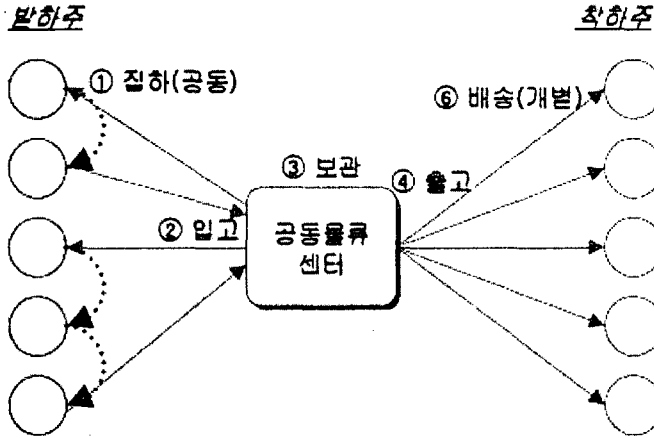 발하주
착하주
① 집하(공동)
⑥ 배송(개별)
③ 보관
④ 출고
② 입고
공동물류
센터